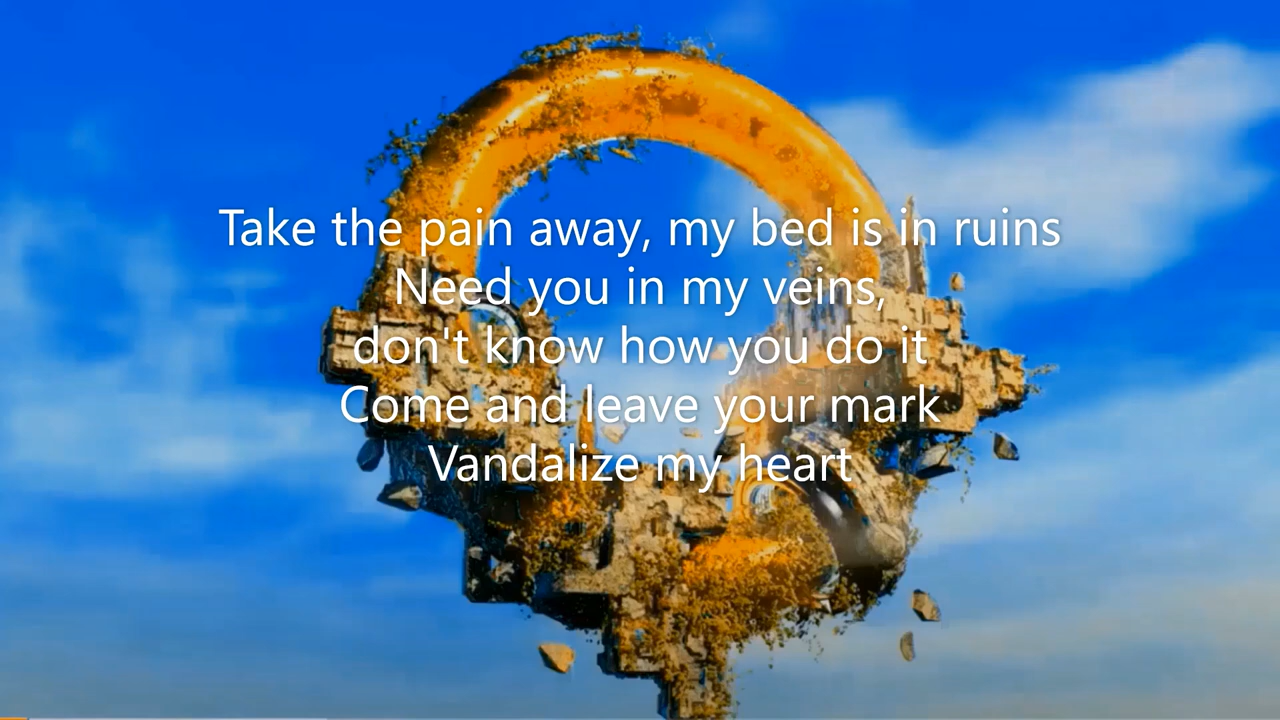 Take the pain away, my bed is in ruins
Need you in my veins,
don't know how you do it
Come and leave your mark
Vandalize my heart